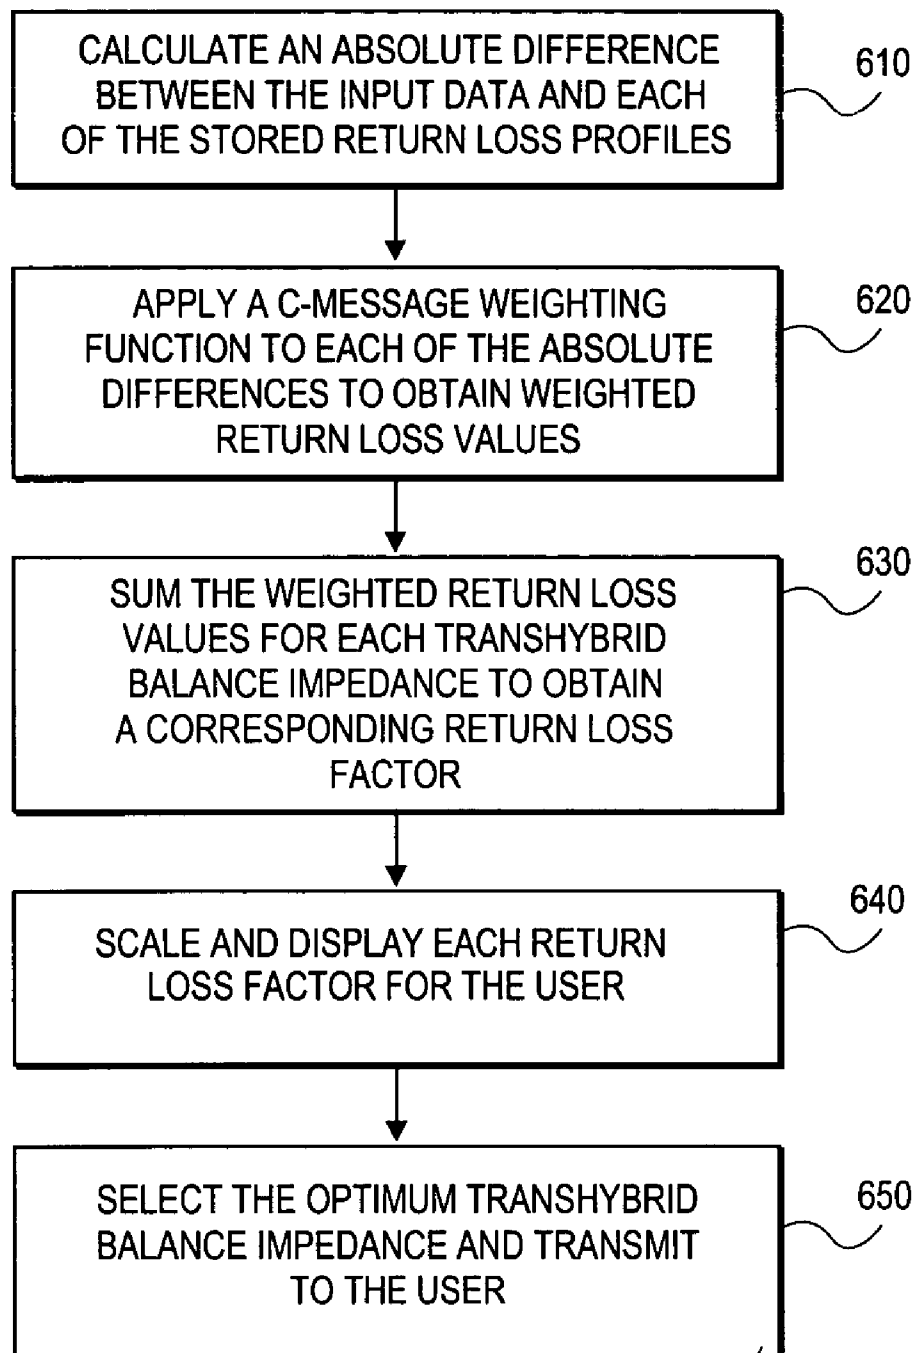 CALCULATE AN ABSOLUTE DIFFERENCE
BETWEEN THE INPUT DATA AND EACH
OF THE STORED RETURN LOSS PROFILES
610
APPLY A C-MESSAGE WEIGHTING
FUNCTION TO EACH OF THE ABSOLUTE
DIFFERENCES TO OBTAIN WEIGHTED
RETURN LOSS VALUES
620
SUM THE WEIGHTED RETURN LOSS
VALUES FOR EACH TRANSHYBRID
BALANCE IMPEDANCE TO OBTAIN
A CORRESPONDING RETURN LOSS
FACTOR
630
SCALE AND DISPLAY EACH RETURN
LOSS FACTOR FOR THE USER
640
SELECT THE OPTIMUM TRANSHYBRID
BALANCE IMPEDANCE AND TRANSMIT
TO THE USER
650